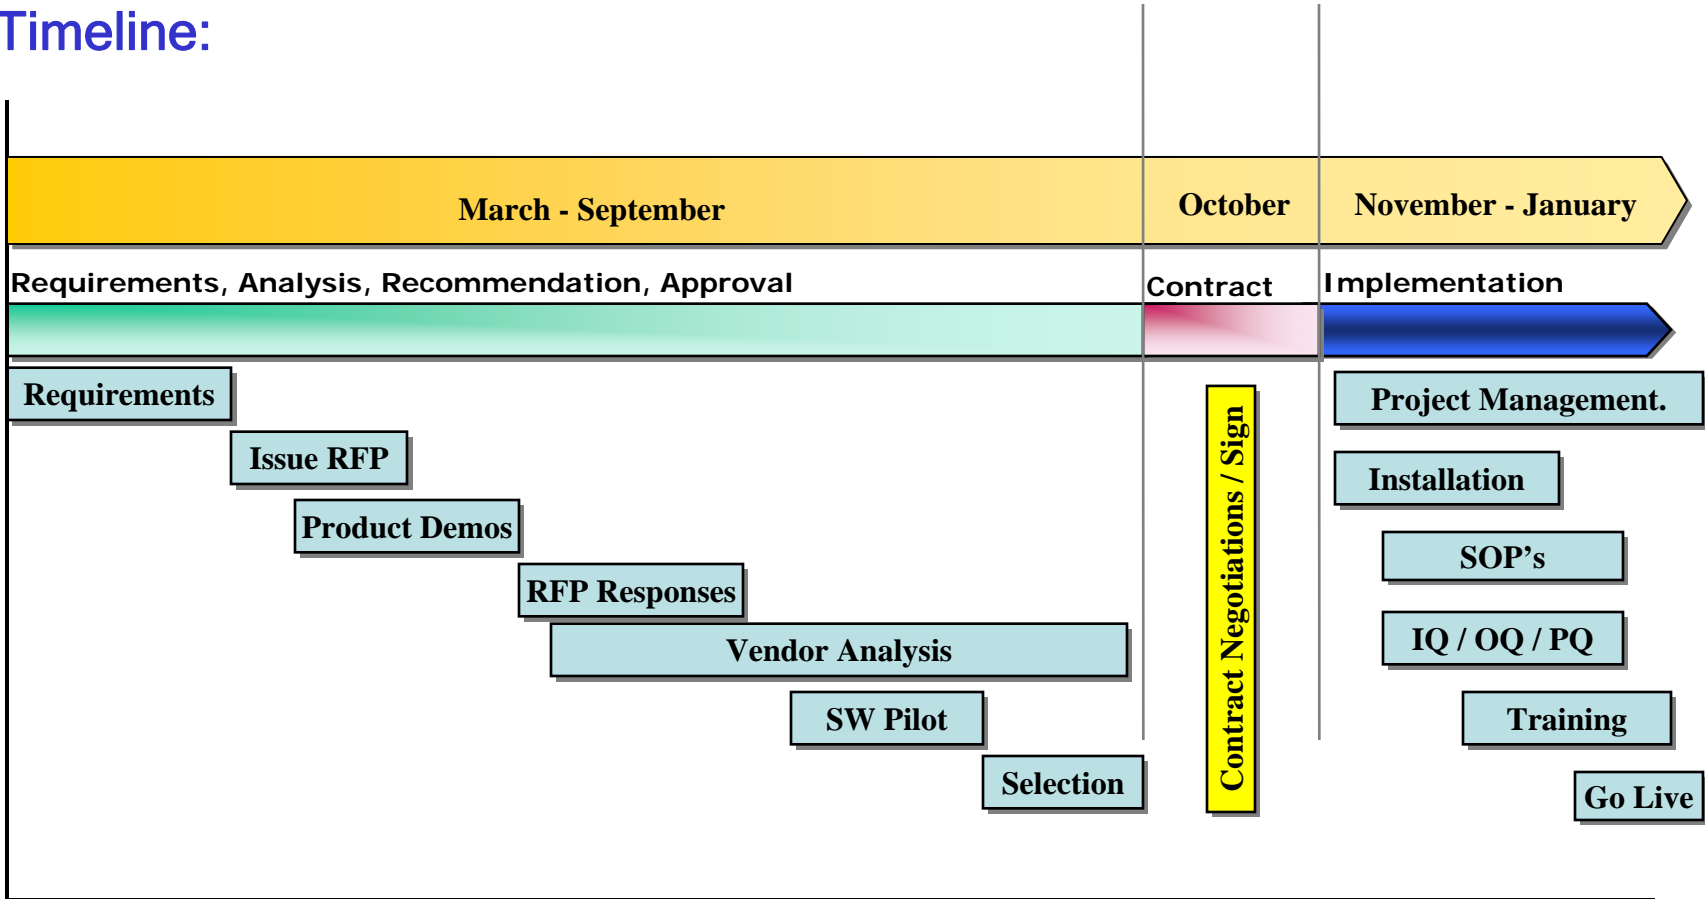 Timeline:
March - September
October
November - January
Requirements, Analysis, Recommendation, Approval
Contract
Implementation
Requirements
Issue RFP
Product Demos
RFP Responses
Vendor Analysis
SW Pilot
Selection
Contract Negotiations / Sign
Project Management.
Installation
SOP’s
IQ / OQ / PQ
Training
Go Live